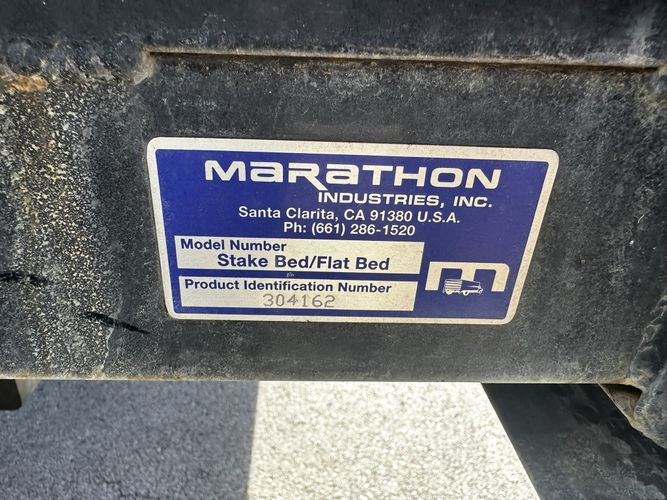 MARATHON
INDUSTRIES, INC.
Santa Clarita, CA 91380 U.S.A.
Ph: (661) 286-1520
Model Number
Stake Bed/Flat Bed
Product Identification Number
304162